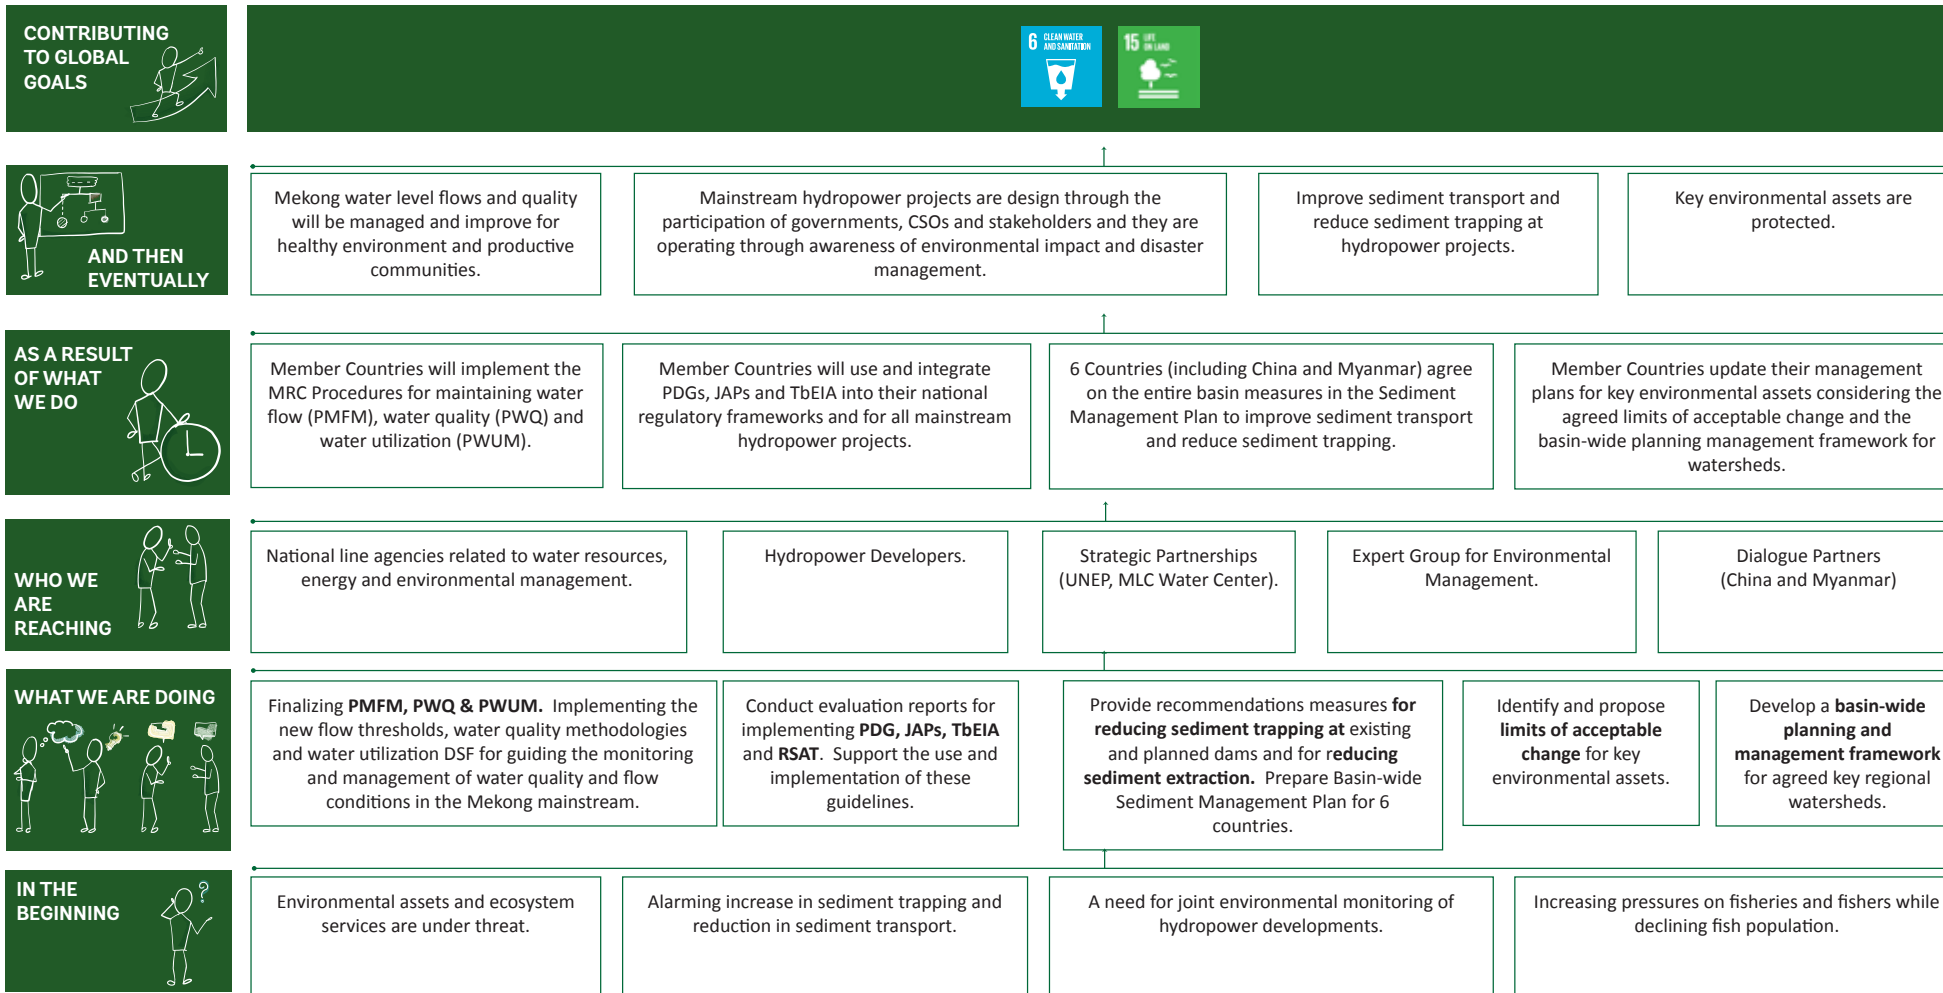 CONTRIBUTING
TO GLOBAL
GOALS
6 CLEAN WATER
AND SANITATION
15 LIFE
ON LAND
AND THEN
EVENTUALLY
Mekong water level flows and quality
will be managed and improve for
healthy environment and productive
communities.
Mainstream hydropower projects are design through the
participation of governments, CSOs and stakeholders and they are
operating through awareness of environmental impact and disaster
management.
Improve sediment transport and
reduce sediment trapping at
hydropower projects.
Key environmental assets are
protected.
AS A RESULT
OF WHAT
WE DO
Member Countries will implement the
MRC Procedures for maintaining water
flow (PMFM), water quality (PWQ) and
water utilization (PWUM).
Member Countries will use and integrate
PDGs, JAPs and TbEIA into their national
regulatory frameworks and for all mainstream
hydropower projects.
6 Countries (including China and Myanmar) agree
on the entire basin measures in the Sediment
Management Plan to improve sediment transport
and reduce sediment trapping.
Member Countries update their management
plans for key environmental assets considering the
agreed limits of acceptable change and the
basin-wide planning management framework for
watersheds.
WHO WE
ARE
REACHING
National line agencies related to water resources,
energy and environmental management.
Hydropower Developers.
Strategic Partnerships
(UNEP, MLC Water Center).
Expert Group for Environmental
Management.
Dialogue Partners
(China and Myanmar)
WHAT WE ARE DOING
Finalizing PMFM, PWQ & PWUM. Implementing the
new flow thresholds, water quality methodologies
and water utilization DSF for guiding the monitoring
and management of water quality and flow
conditions in the Mekong mainstream.
Conduct evaluation reports for
implementing PDG, JAPs, TbEIA
and RSAT. Support the use and
implementation of these
guidelines.
Provide recommendations measures for
reducing sediment trapping at existing
and planned dams and for reducing
sediment extraction. Prepare Basin-wide
Sediment Management Plan for 6
countries.
Identify and propose
limits of acceptable
change for key
environmental assets.
Develop a basin-wide
planning and
management framework
for agreed key regional
watersheds.
IN THE
BEGINNING
?
Environmental assets and ecosystem
services are under threat.
Alarming increase in sediment trapping and
reduction in sediment transport.
A need for joint environmental monitoring of
hydropower developments.
Increasing pressures on fisheries and fishers while
declining fish population.